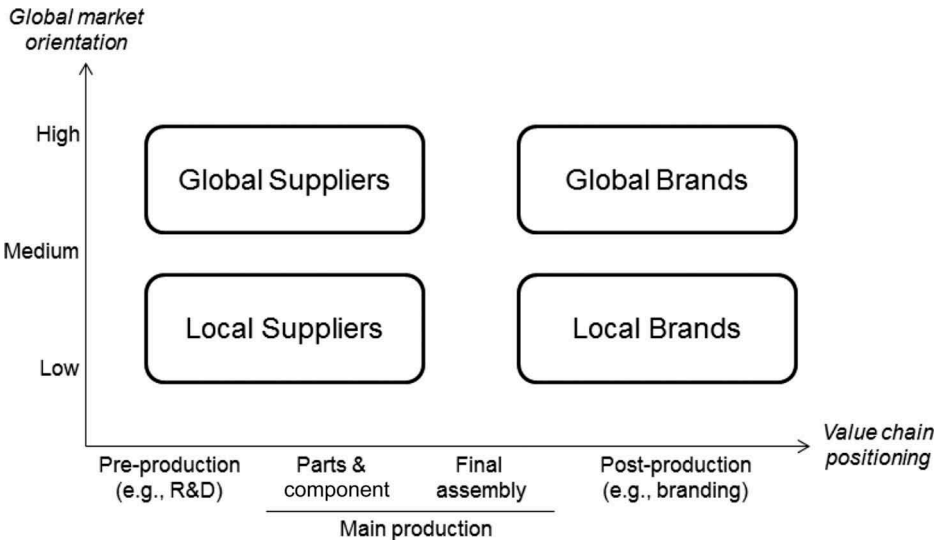 Global market
orientation
High
Global Suppliers
Global Brands
Medium
Local Suppliers
Local Brands
Low
Value chain
positioning
Pre-production
(e.g., R&D)
Parts &
component
Final
assembly
Post-production
(e.g., branding)
Main production